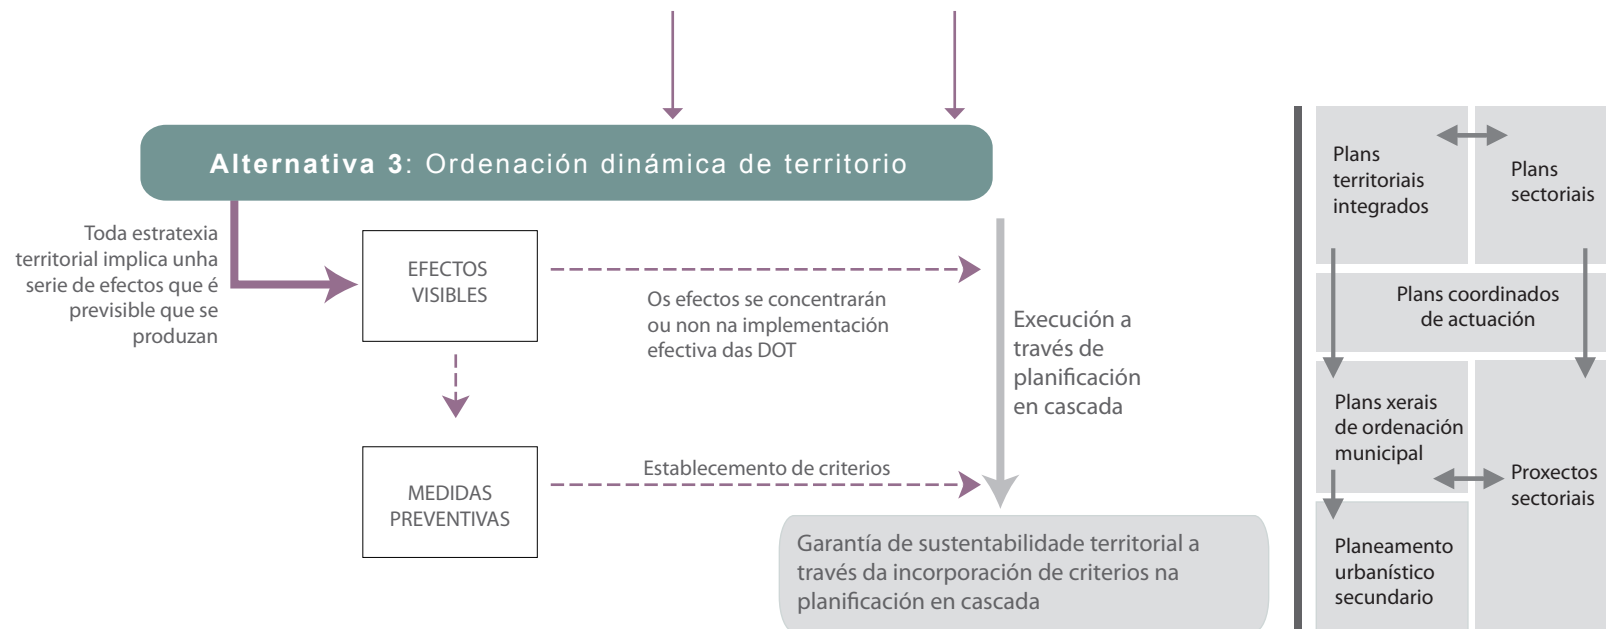 Alternativa 3: Ordenación dinámica de territorio
Toda estratexia
territorial implica unha
serie de efectos que é
previsible que se
produzan
EFECTOS
VISIBLES
Os efectos se concentrarán
ou non na implementación
efectiva das DOT
Execución a
través de
planificación
en cascada
MEDIDAS
PREVENTIVAS
Establecemento de criterios
Garantía de sustentabilidade territorial a
través da incorporación de criterios na
planificación en cascada
Plans
territoriais
integrados
Plans
sectoriais
Plans coordinados
de actuación
Plans xerais
de ordenación
municipal
Proxectos
sectoriais
Planeamento
urbanístico
secundario